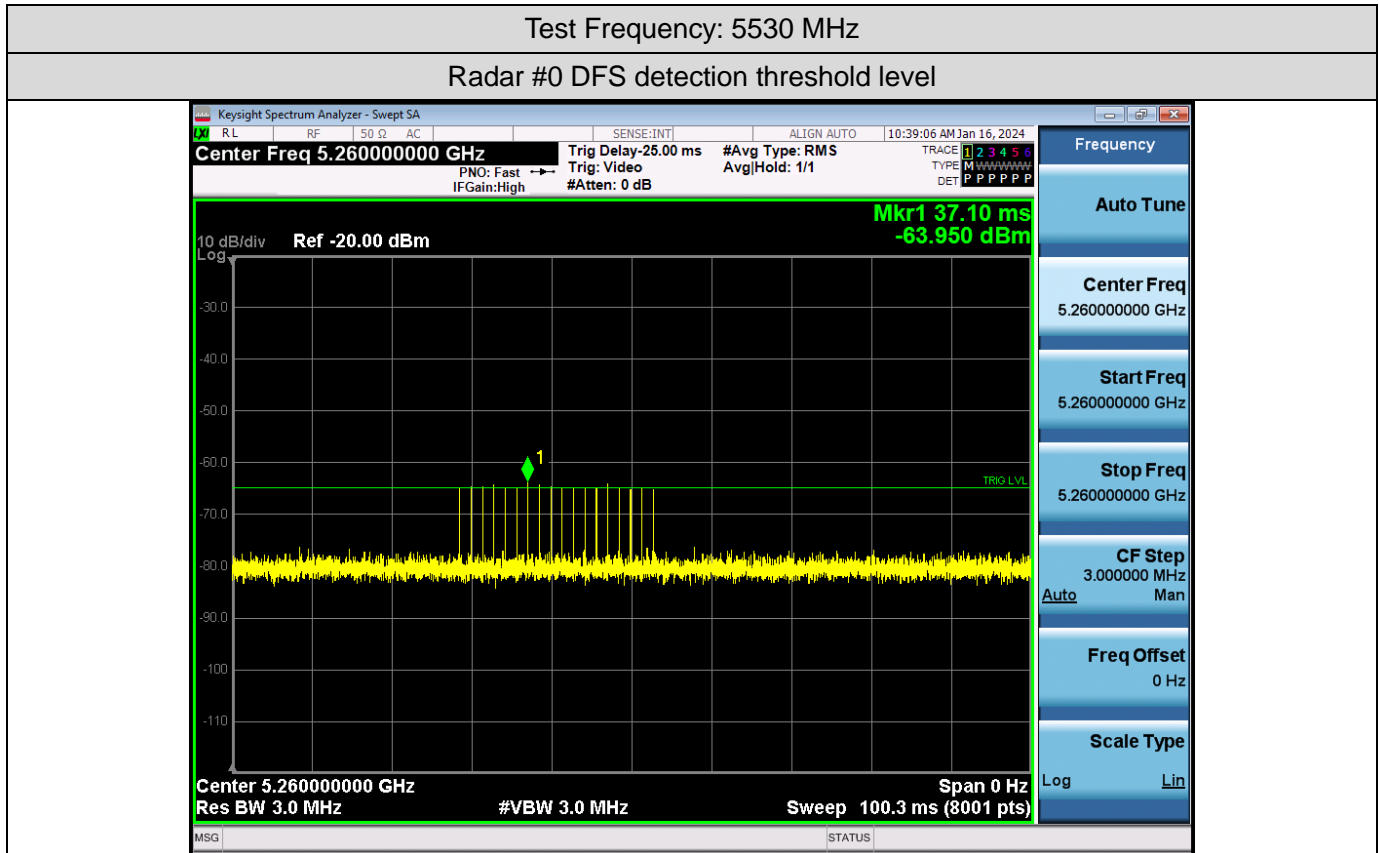 Test Frequency: 5530 MHz
Radar #0 DFS detection threshold level
Keysight Spectrum Analyzer - Swept SA
LXI RL RF 50 Ω AC SENSE:INT ALIGN AUTO 10:39:06 AM Jan 16, 2024
Center Freq 5.260000000 GHz
PNO: Fast
IFGain:High
Trig Delay-25.00 ms
Trig: Video
#Atten: 0 dB
#Avg Type: RMS
Avg|Hold: 1/1
TRACE 1 2 3 4 5 6
TYPE M WWWWW
DET P P P P P P
Mkr1 37.10 ms
-63.950 dBm
10 dB/div Ref -20.00 dBm
Log
-30.0
-40.0
-50.0
-60.0
1
TRIG LVL
-70.0
-80.0
-90.0
-100
-110
Center 5.260000000 GHz Span 0 Hz
Res BW 3.0 MHz #VBW 3.0 MHz Sweep 100.3 ms (8001 pts)
MSG STATUS
Frequency
Auto Tune
Center Freq
5.260000000 GHz
Start Freq
5.260000000 GHz
Stop Freq
5.260000000 GHz
CF Step
3.000000 MHz
Auto Man
Freq Offset
0 Hz
Scale Type
Log Lin